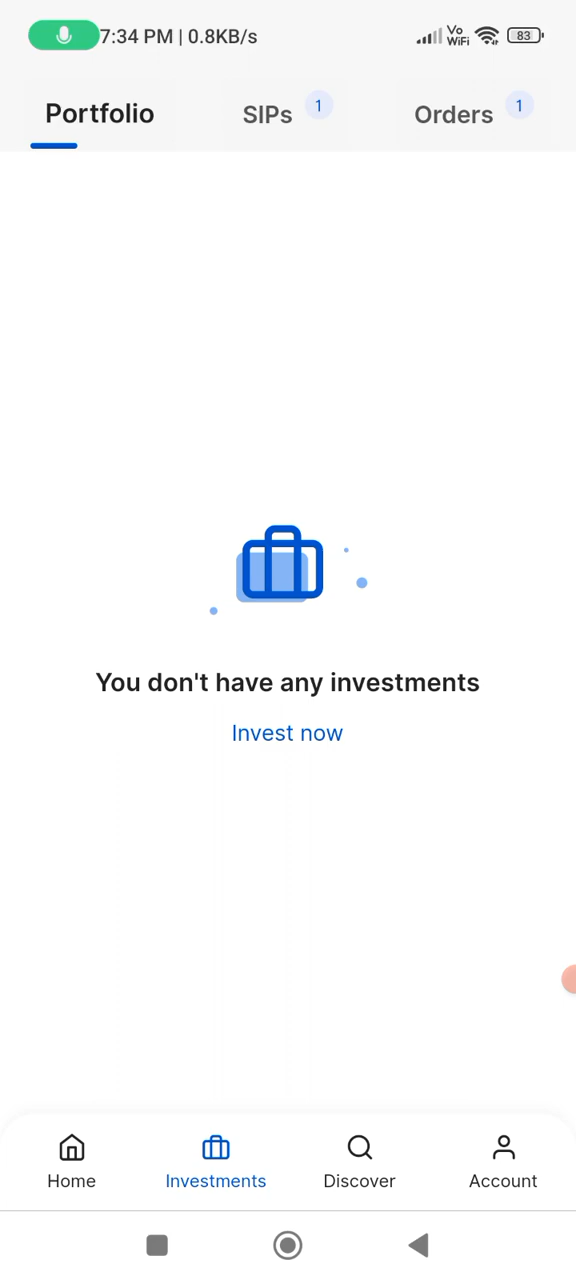 7:34 PM | 0.8KB/s Vo WiFi 83
Portfolio SIPs 1 Orders 1
You don't have any investments
Invest now
Home Investments Discover Account